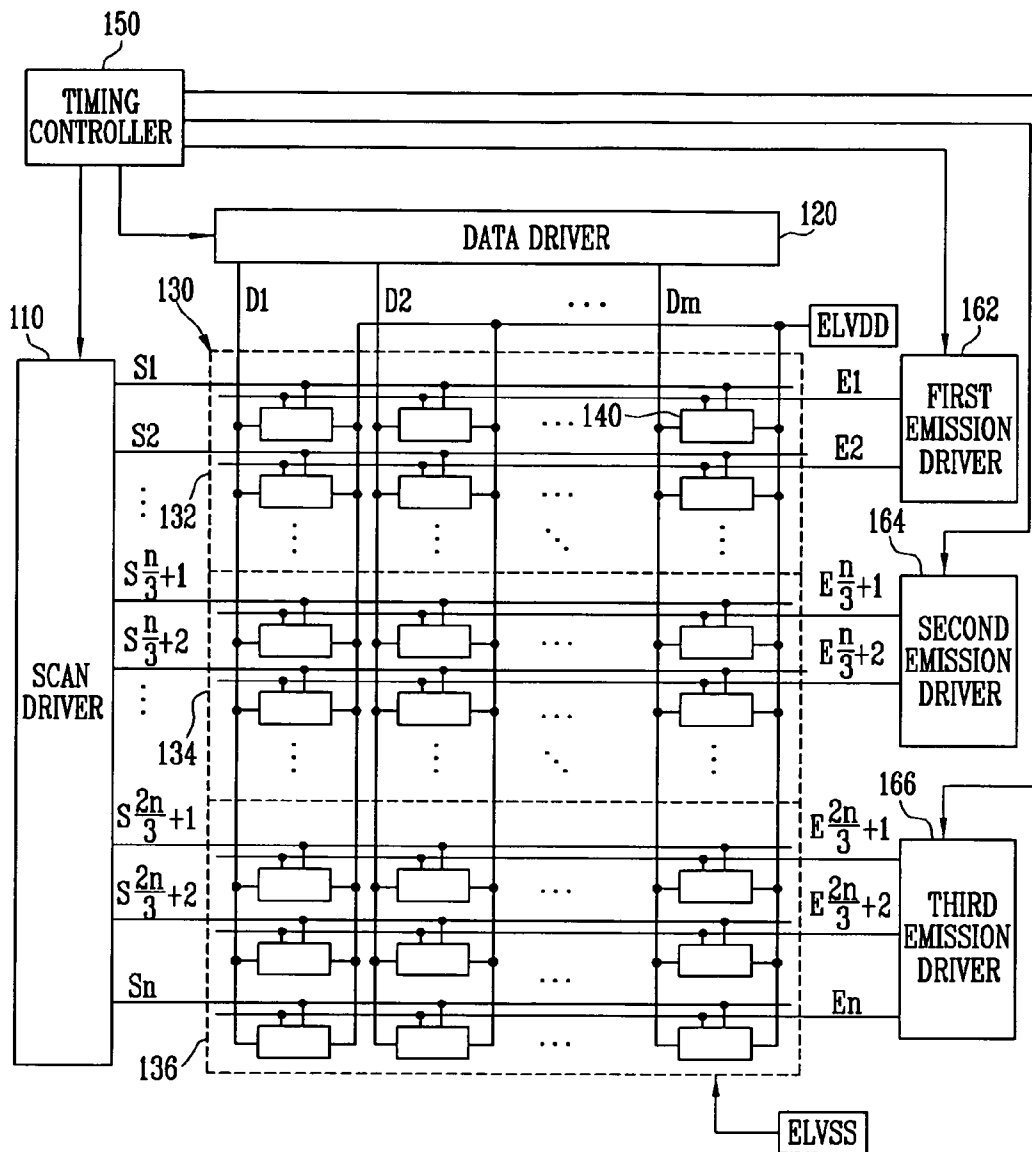 150
TIMING
CONTROLLER
DATA DRIVER
120
D1
D2
...
Dm
130
ELVDD
110
162
S1
E1
FIRST
EMISSION
DRIVER
140
...
S2
E2
...
132
164
S n/3 +1
E n/3 +1
SCAN
DRIVER
SECOND
EMISSION
DRIVER
...
S n/3 +2
E n/3 +2
...
134
166
S 2n/3 +1
E 2n/3 +1
THIRD
EMISSION
DRIVER
...
S 2n/3 +2
E 2n/3 +2
...
Sn
En
136
...
ELVSS